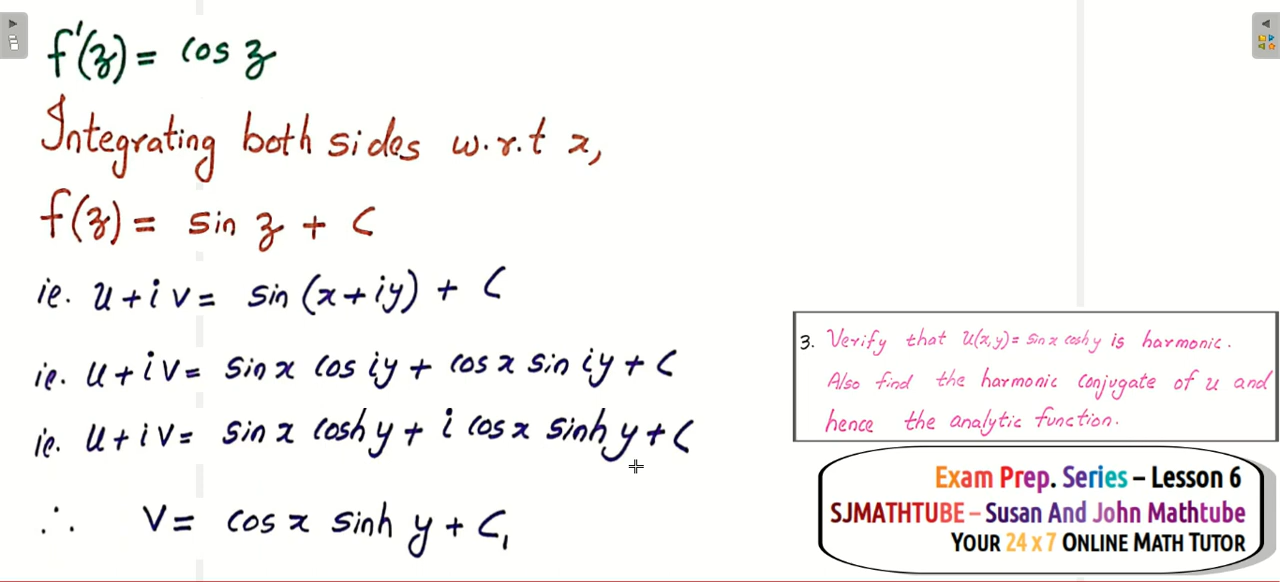 f'(z) = cos z
Integrating both sides w.r.t z,
f(z) = sin z + C
ie. u + i v = sin (x + iy) + C
ie. u + i v = sin x cos iy + cos x sin iy + C
ie. u + i v = sin x cosh y + i cos x sinh y + C
∴ v = cos x sinh y + C₁
3. Verify that u(x,y) = sin x cosh y is harmonic.
Also find the harmonic conjugate of u and
hence the analytic function.
Exam Prep. Series – Lesson 6
SJMATHTUBE – Susan And John Mathtube
YOUR 24 x 7 ONLINE MATH TUTOR